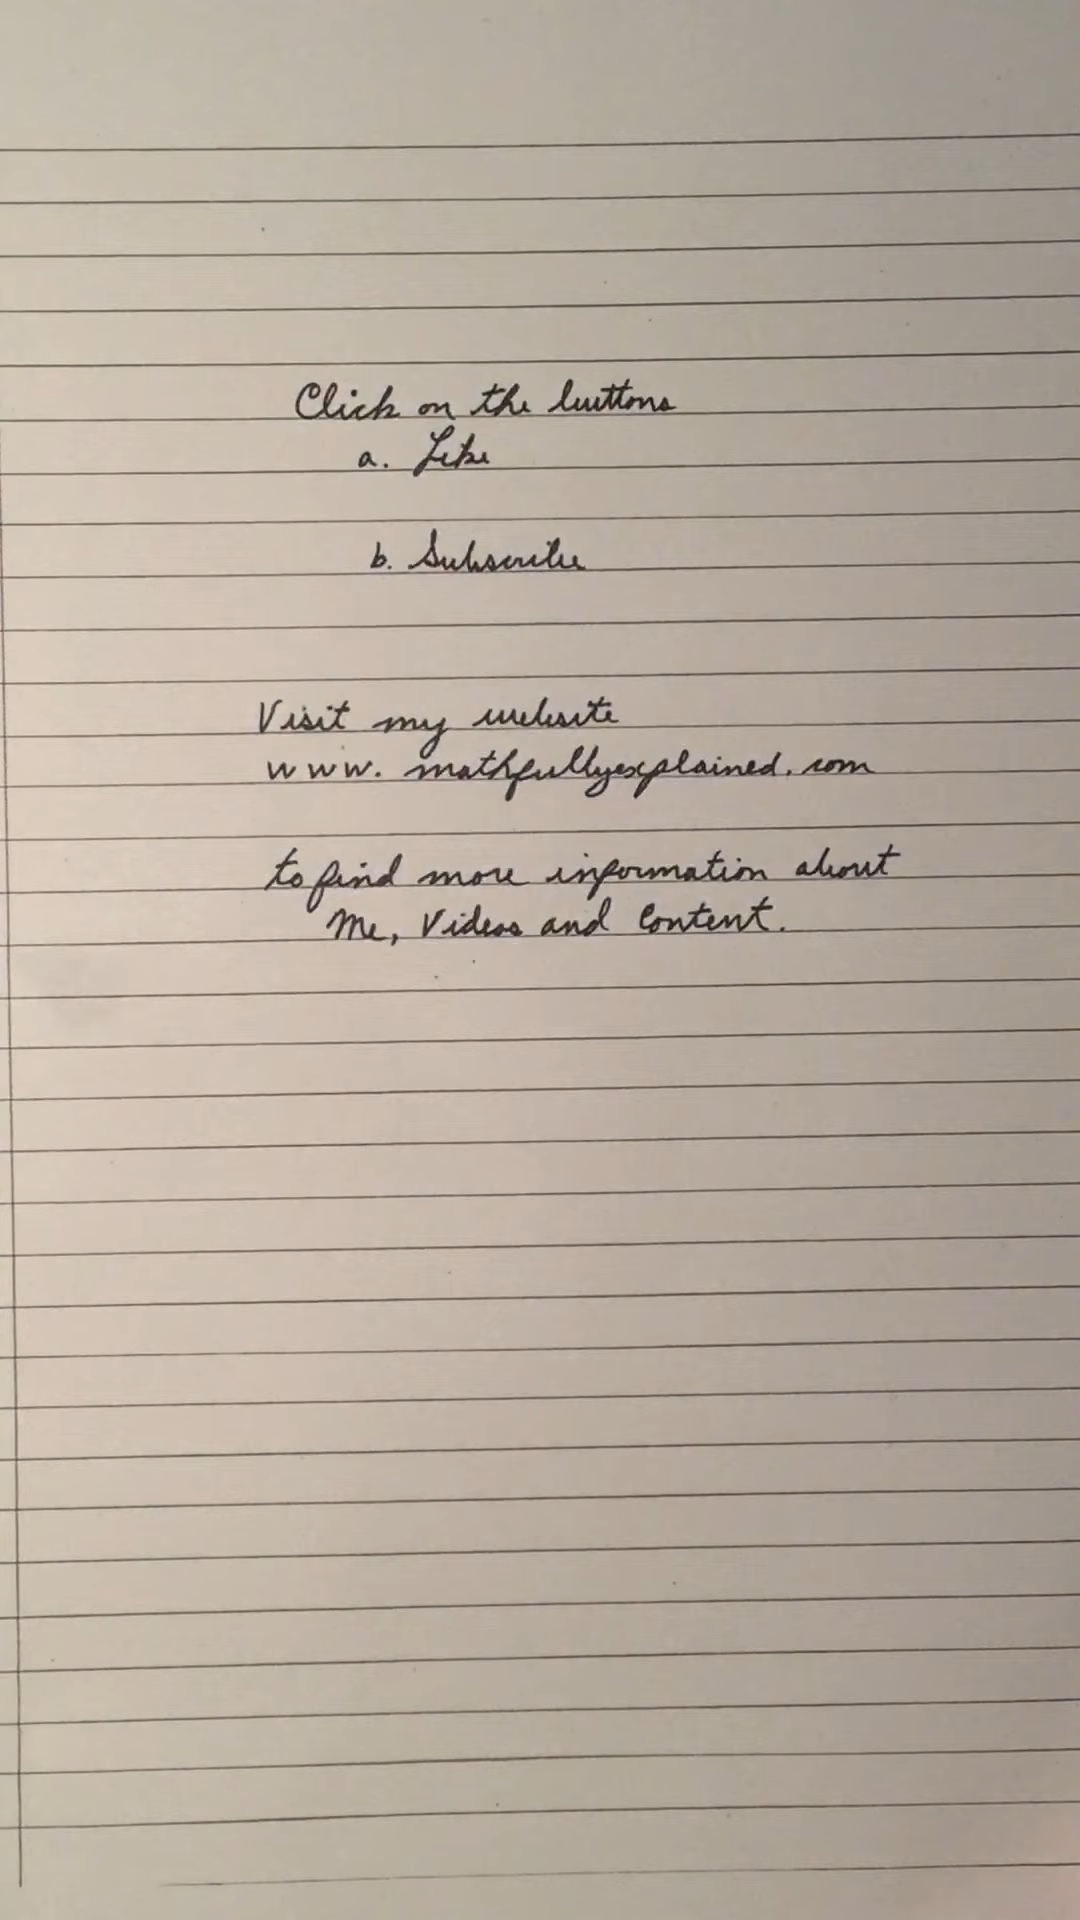 Click on the buttons
a. Like
b. Subscribe
Visit my website
www.mathfullyexplained.com
to find more information about
Me, Videos and Content.